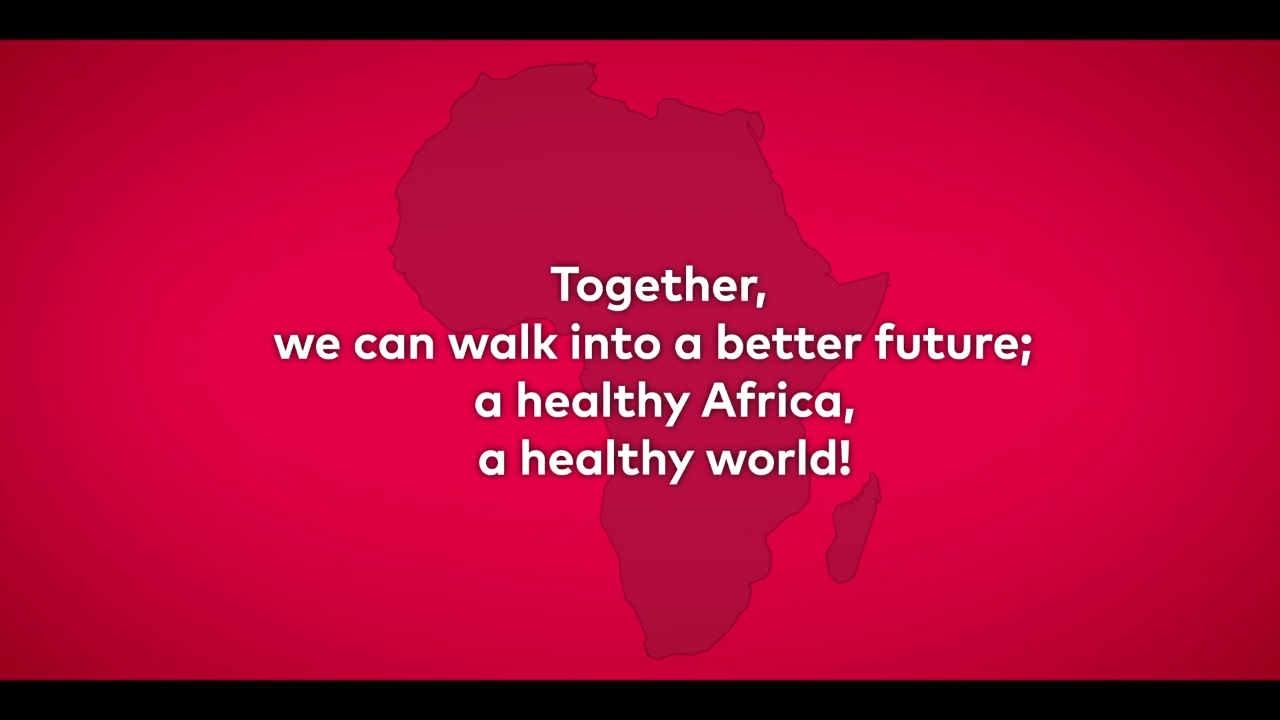 Together,
we can walk into a better future;
a healthy Africa,
a healthy world!